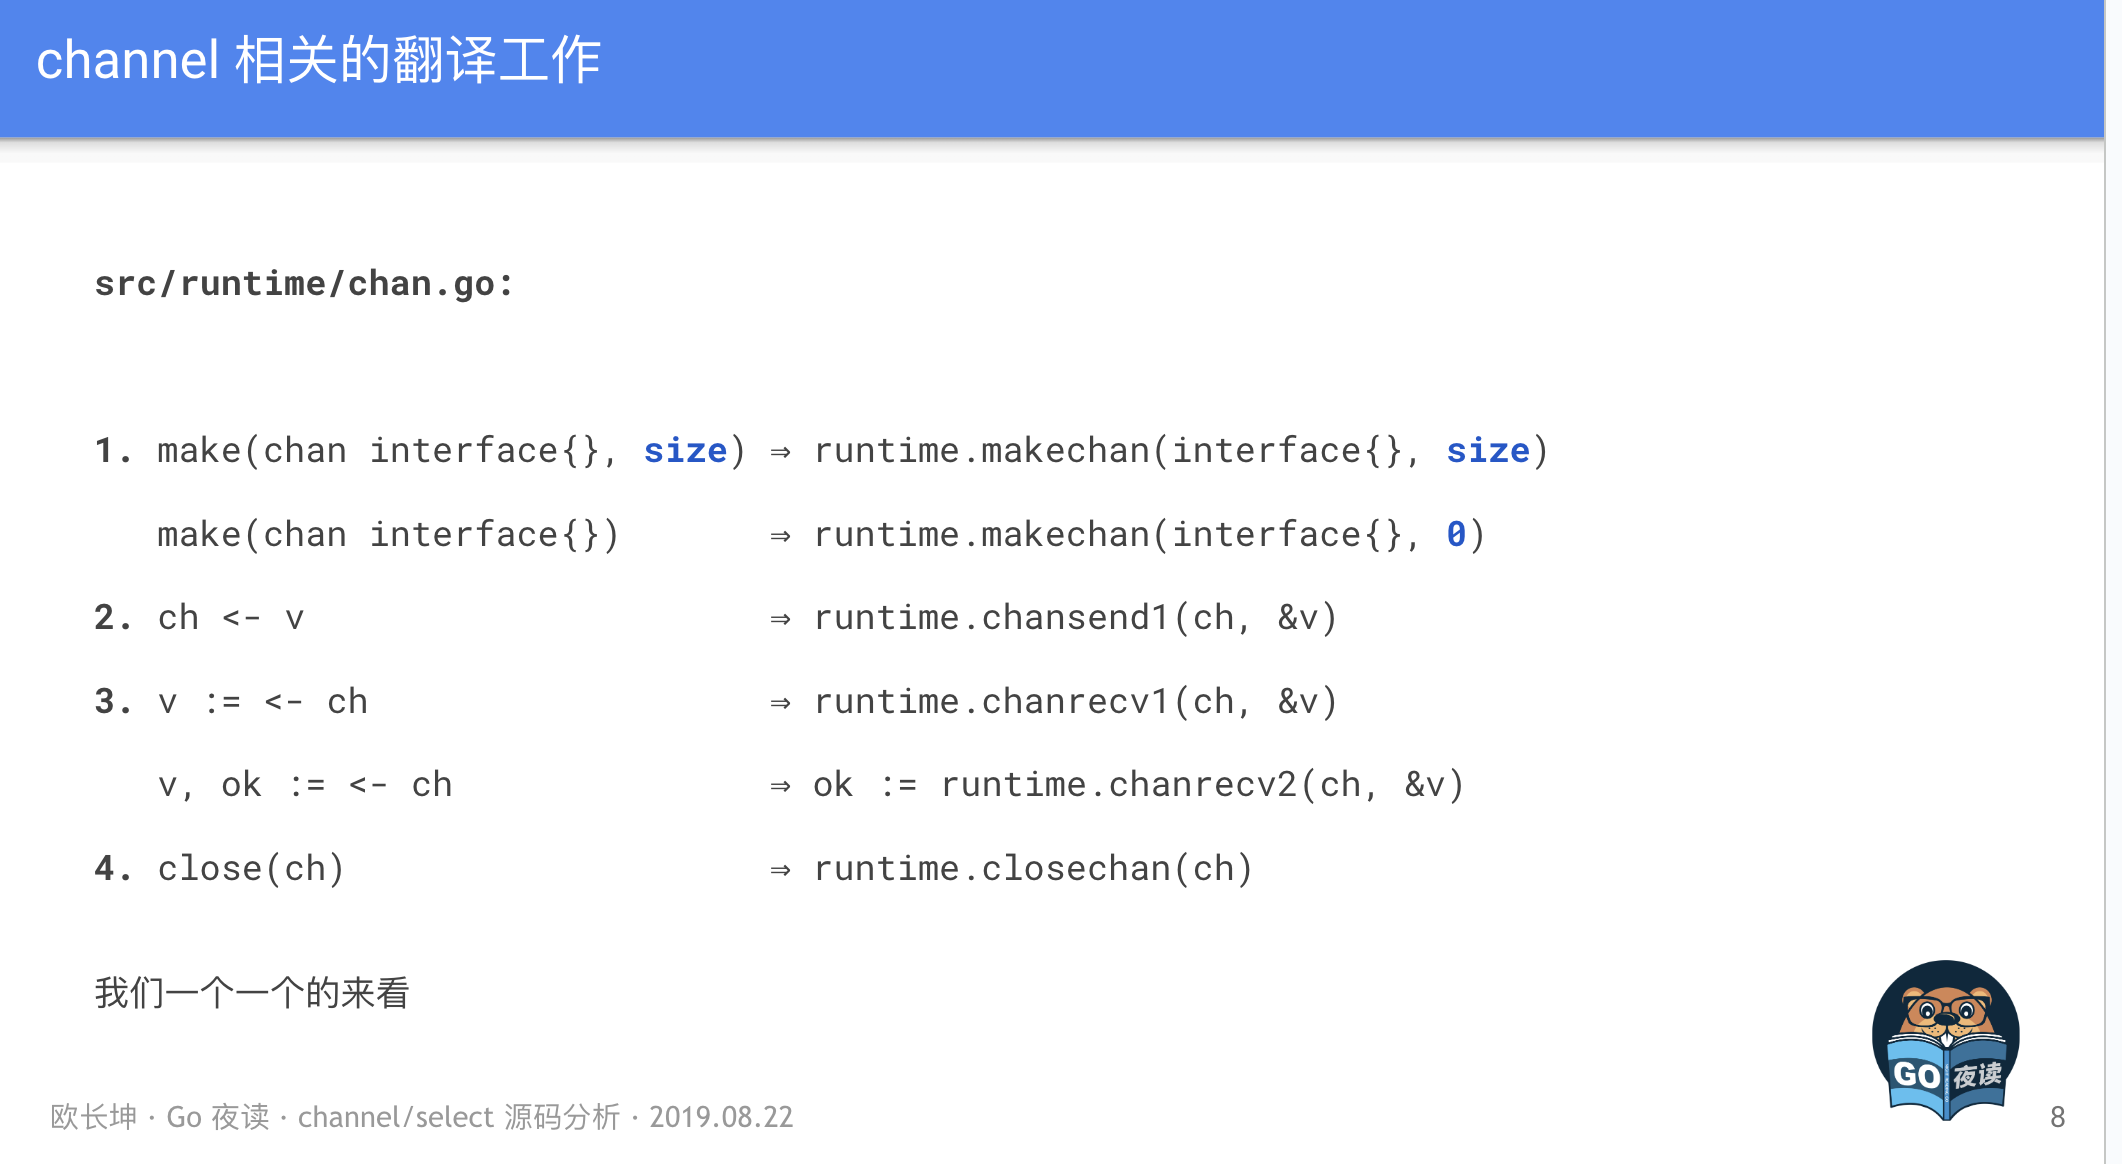 channel 相关的翻译工作
src/runtime/chan.go:
1. make(chan interface{}, size) ⇒ runtime.makechan(interface{}, size)
make(chan interface{}) ⇒ runtime.makechan(interface{}, 0)
2. ch <- v ⇒ runtime.chansend1(ch, &v)
3. v := <- ch ⇒ runtime.chanrecv1(ch, &v)
v, ok := <- ch ⇒ ok := runtime.chanrecv2(ch, &v)
4. close(ch) ⇒ runtime.closechan(ch)
我们一个一个的来看
GO 夜读
欧长坤 · Go 夜读 · channel/select 源码分析 · 2019.08.22
8